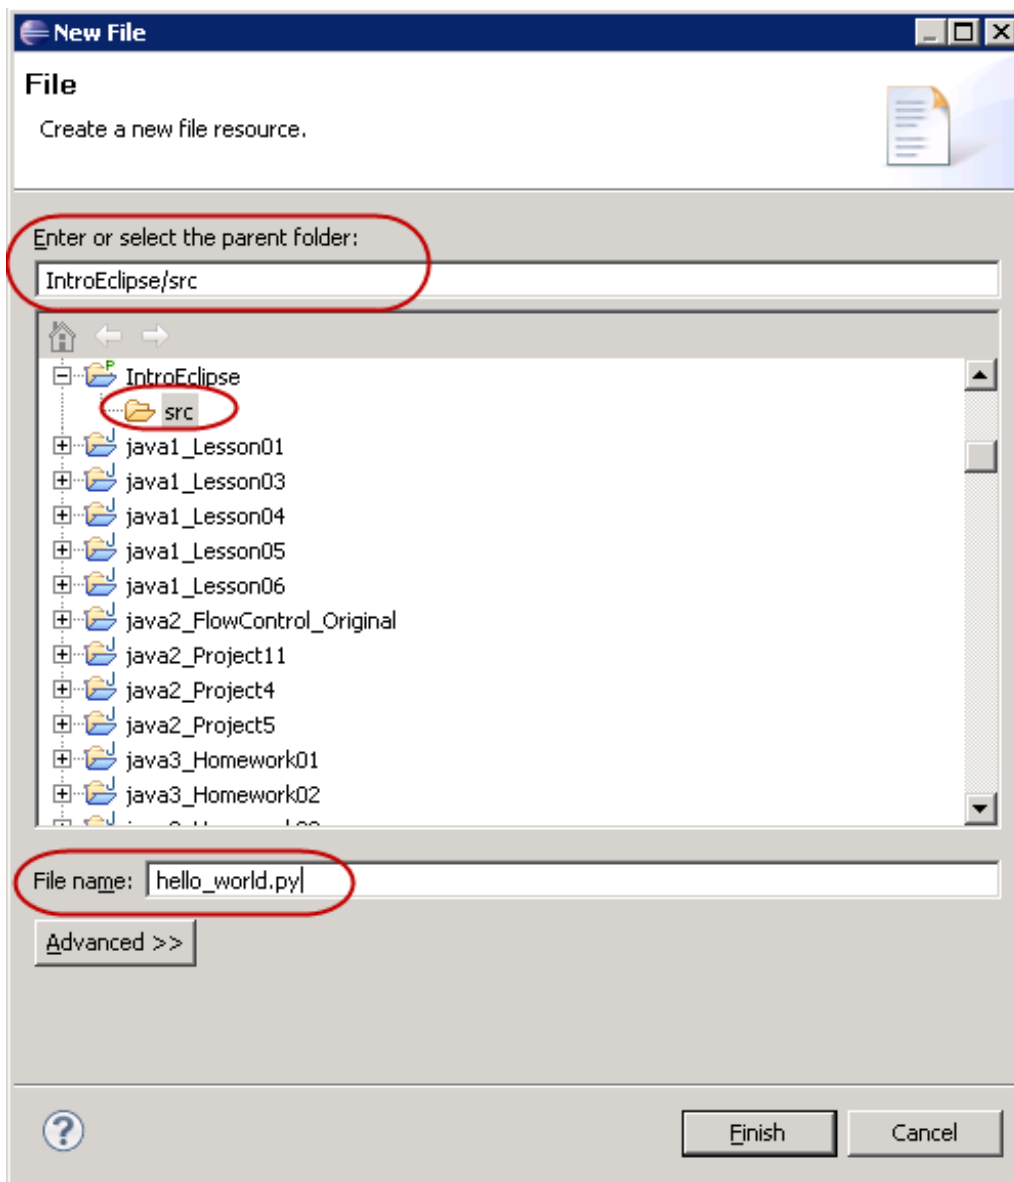 New File
File
Create a new file resource.
Enter or select the parent folder:
IntroEclipse/src
IntroEclipse
src
java1_Lesson01
java1_Lesson03
java1_Lesson04
java1_Lesson05
java1_Lesson06
java2_FlowControl_Original
java2_Project11
java2_Project4
java2_Project5
java3_Homework01
java3_Homework02
File name: hello_world.py
Advanced >>
Finish Cancel